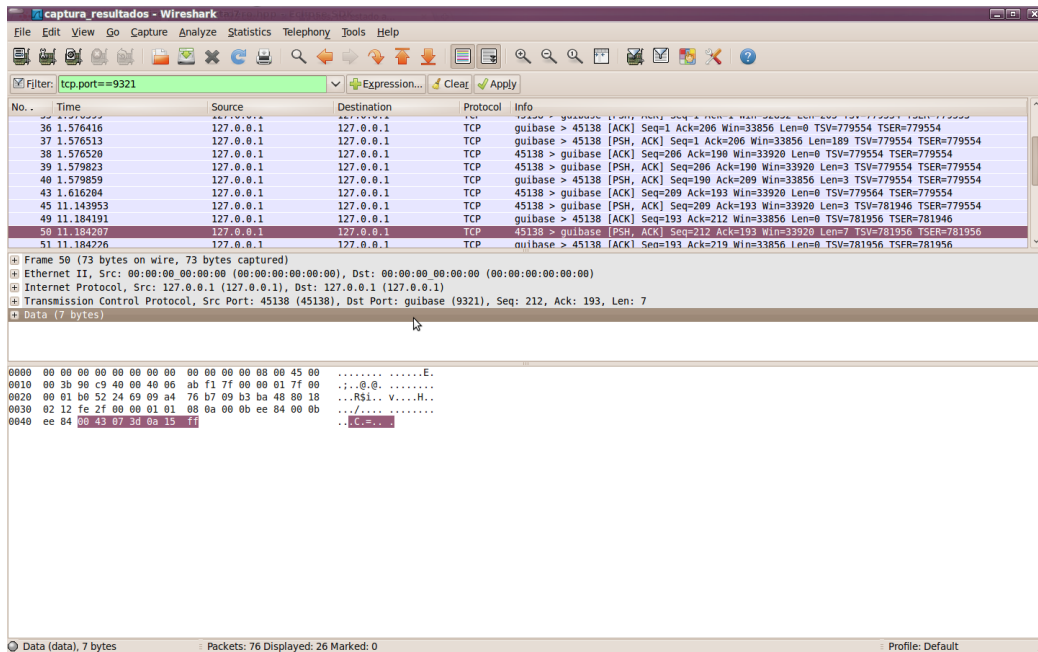 captura_resultados - Wireshark
File Edit View Go Capture Analyze Statistics Telephony Tools Help
Filter: tcp.port==9321 Expression... Clear Apply
No. . Time Source Destination Protocol Info
36 1.576416 127.0.0.1 127.0.0.1 TCP guibase > 45138 [ACK] Seq=1 Ack=206 Win=33856 Len=0 TSV=779554 TSER=779554
37 1.576513 127.0.0.1 127.0.0.1 TCP guibase > 45138 [PSH, ACK] Seq=1 Ack=206 Win=33856 Len=189 TSV=779554 TSER=779554
38 1.576520 127.0.0.1 127.0.0.1 TCP 45138 > guibase [ACK] Seq=206 Ack=190 Win=33920 Len=0 TSV=779554 TSER=779554
39 1.579823 127.0.0.1 127.0.0.1 TCP 45138 > guibase [PSH, ACK] Seq=206 Ack=190 Win=33920 Len=3 TSV=779554 TSER=779554
40 1.579859 127.0.0.1 127.0.0.1 TCP guibase > 45138 [PSH, ACK] Seq=190 Ack=209 Win=33856 Len=3 TSV=779554 TSER=779554
43 1.616204 127.0.0.1 127.0.0.1 TCP 45138 > guibase [ACK] Seq=209 Ack=193 Win=33920 Len=0 TSV=779564 TSER=779554
45 11.143953 127.0.0.1 127.0.0.1 TCP 45138 > guibase [PSH, ACK] Seq=209 Ack=193 Win=33920 Len=3 TSV=781946 TSER=779554
49 11.184191 127.0.0.1 127.0.0.1 TCP guibase > 45138 [ACK] Seq=193 Ack=212 Win=33856 Len=0 TSV=781956 TSER=781946
50 11.184207 127.0.0.1 127.0.0.1 TCP 45138 > guibase [PSH, ACK] Seq=212 Ack=193 Win=33920 Len=7 TSV=781956 TSER=781956
51 11.184226 127.0.0.1 127.0.0.1 TCP guibase > 45138 [ACK] Seq=193 Ack=219 Win=33856 Len=0 TSV=781956 TSER=781956
Frame 50 (73 bytes on wire, 73 bytes captured)
Ethernet II, Src: 00:00:00_00:00:00 (00:00:00:00:00:00), Dst: 00:00:00_00:00:00 (00:00:00:00:00:00)
Internet Protocol, Src: 127.0.0.1 (127.0.0.1), Dst: 127.0.0.1 (127.0.0.1)
Transmission Control Protocol, Src Port: 45138 (45138), Dst Port: guibase (9321), Seq: 212, Ack: 193, Len: 7
Data (7 bytes)
0000 00 00 00 00 00 00 00 00 00 00 00 00 08 00 45 00 ........ ......E.
0010 00 3b 90 c9 40 00 40 06 ab f1 7f 00 00 01 7f 00 .;..@.@. ........
0020 00 01 b0 52 24 69 09 a4 76 b7 09 b3 ba 48 80 18 ...R$i.. v....H..
0030 02 12 fe 2f 00 00 01 01 08 0a 00 0b ee 84 00 0b .../.... ........
0040 ee 84 00 43 07 3d 0a 15 ff ...C.=.. .
Data (data), 7 bytes Packets: 76 Displayed: 26 Marked: 0 Profile: Default